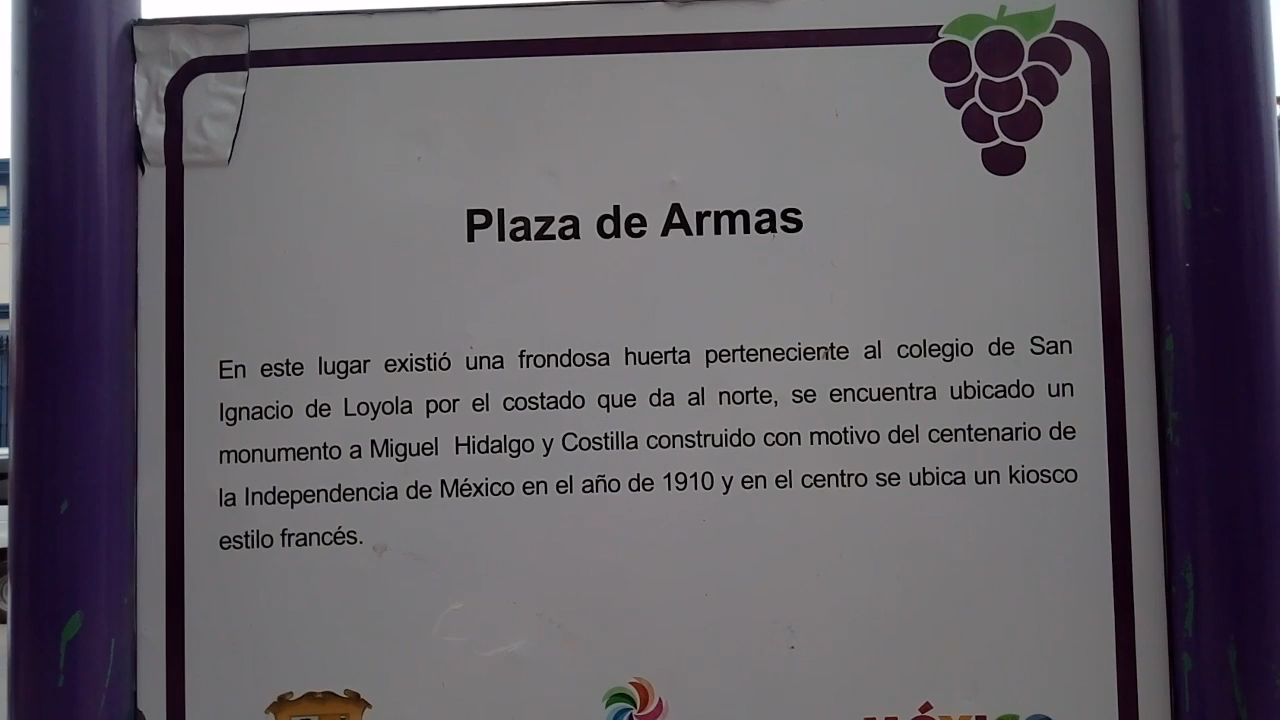 Plaza de Armas
En este lugar existió una frondosa huerta perteneciente al colegio de San
Ignacio de Loyola por el costado que da al norte, se encuentra ubicado un
monumento a Miguel Hidalgo y Costilla construido con motivo del centenario de
la Independencia de México en el año de 1910 y en el centro se ubica un kiosco
estilo francés.
MÉXICO